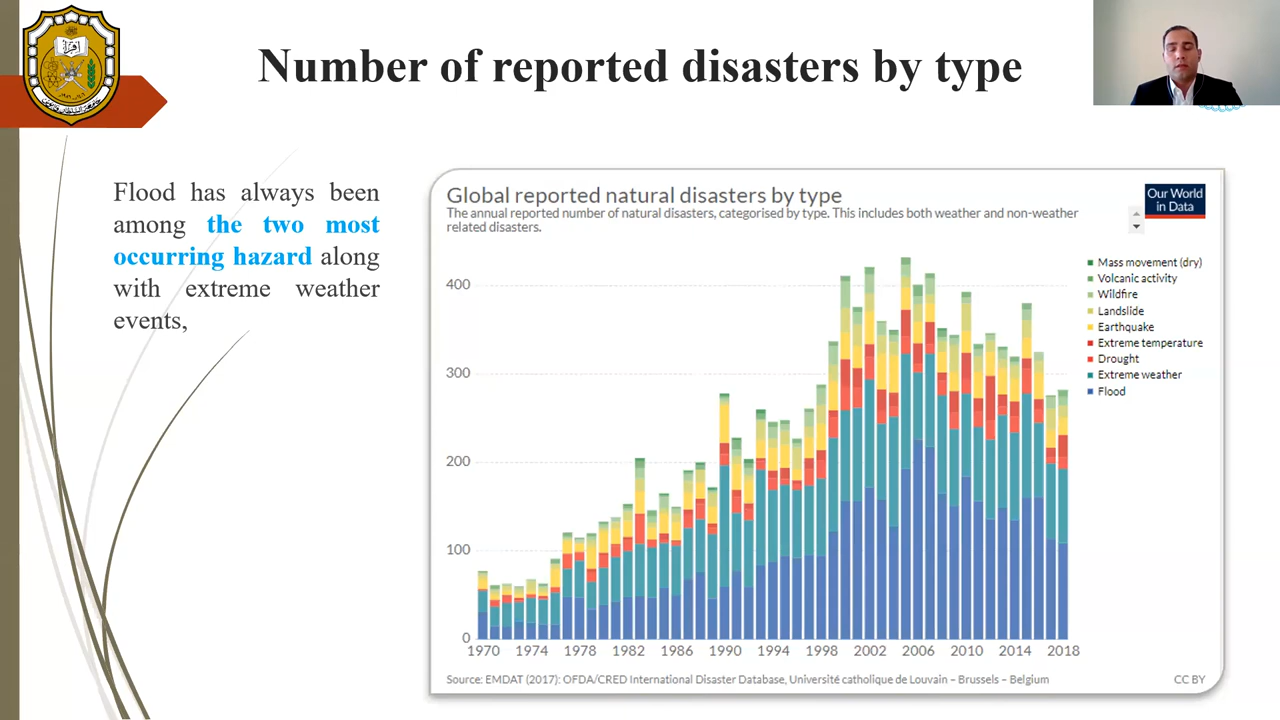 Number of reported disasters by type
Flood has always been
among the two most
occurring hazard along
with extreme weather
events,
Global reported natural disasters by type
The annual reported number of natural disasters, categorised by type. This includes both weather and non-weather
related disasters.
Our World
in Data
Mass movement (dry)
Volcanic activity
Wildfire
Landslide
Earthquake
Extreme temperature
Drought
Extreme weather
Flood
400
300
200
100
0
1970 1974 1978 1982 1986 1990 1994 1998 2002 2006 2010 2014 2018
Source: EMDAT (2017): OFDA/CRED International Disaster Database, Université catholique de Louvain – Brussels – Belgium
CC BY